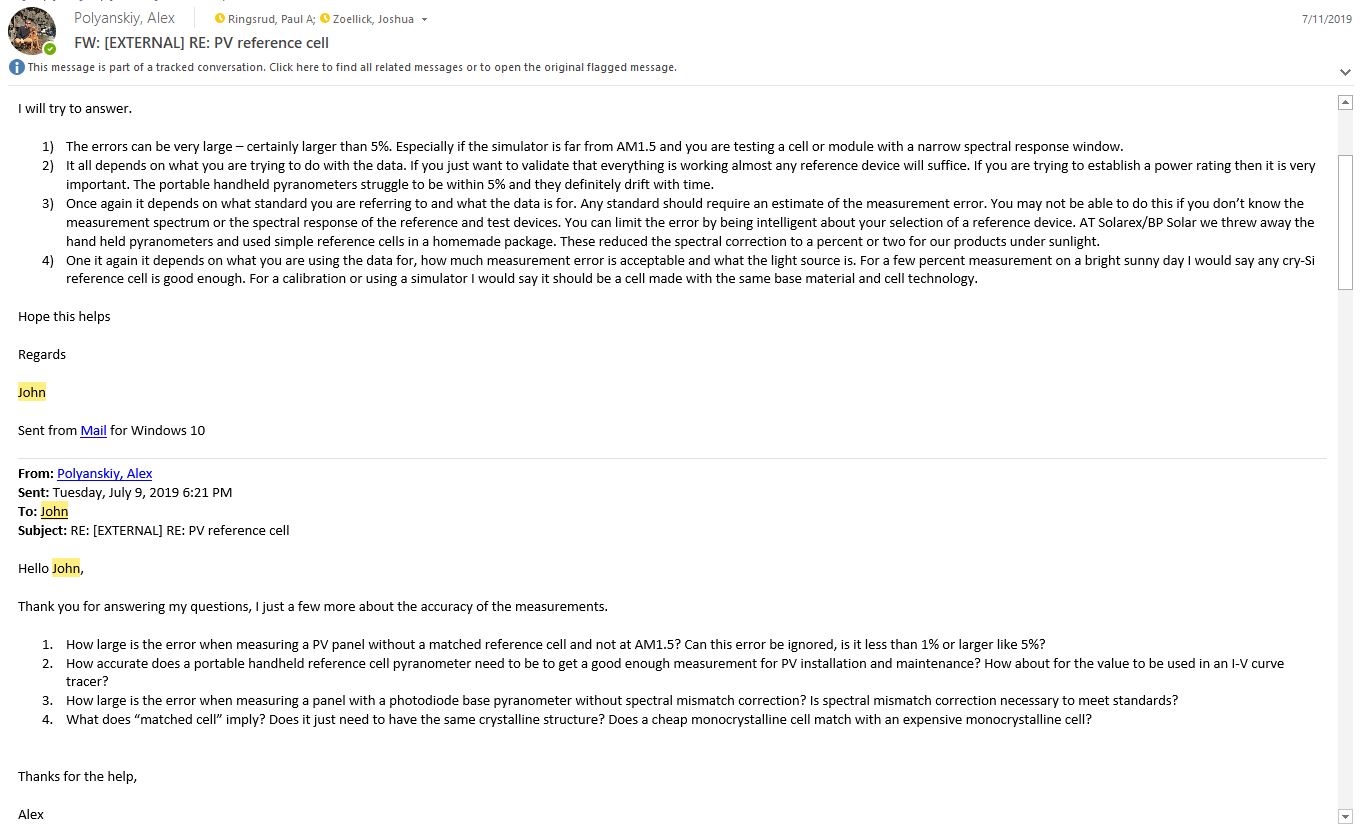 Polyanskiy, Alex
Ringsrud, Paul A; Zoellick, Joshua
7/11/2019
FW: [EXTERNAL] RE: PV reference cell
This message is part of a tracked conversation. Click here to find all related messages or to open the original flagged message.
I will try to answer.
1) The errors can be very large – certainly larger than 5%. Especially if the simulator is far from AM1.5 and you are testing a cell or module with a narrow spectral response window.
2) It all depends on what you are trying to do with the data. If you just want to validate that everything is working almost any reference device will suffice. If you are trying to establish a power rating then it is very
important. The portable handheld pyranometers struggle to be within 5% and they definitely drift with time.
3) Once again it depends on what standard you are referring to and what the data is for. Any standard should require an estimate of the measurement error. You may not be able to do this if you don't know the
measurement spectrum or the spectral response of the reference and test devices. You can limit the error by being intelligent about your selection of a reference device. AT Solarex/BP Solar we threw away the
hand held pyranometers and used simple reference cells in a homemade package. These reduced the spectral correction to a percent or two for our products under sunlight.
4) One it again it depends on what you are using the data for, how much measurement error is acceptable and what the light source is. For a few percent measurement on a bright sunny day I would say any cry-Si
reference cell is good enough. For a calibration or using a simulator I would say it should be a cell made with the same base material and cell technology.
Hope this helps
Regards
John
Sent from Mail for Windows 10
From: Polyanskiy, Alex
Sent: Tuesday, July 9, 2019 6:21 PM
To: John
Subject: RE: [EXTERNAL] RE: PV reference cell
Hello John,
Thank you for answering my questions, I just a few more about the accuracy of the measurements.
1. How large is the error when measuring a PV panel without a matched reference cell and not at AM1.5? Can this error be ignored, is it less than 1% or larger like 5%?
2. How accurate does a portable handheld reference cell pyranometer need to be to get a good enough measurement for PV installation and maintenance? How about for the value to be used in an I-V curve
tracer?
3. How large is the error when measuring a panel with a photodiode base pyranometer without spectral mismatch correction? Is spectral mismatch correction necessary to meet standards?
4. What does “matched cell” imply? Does it just need to have the same crystalline structure? Does a cheap monocrystalline cell match with an expensive monocrystalline cell?
Thanks for the help,
Alex